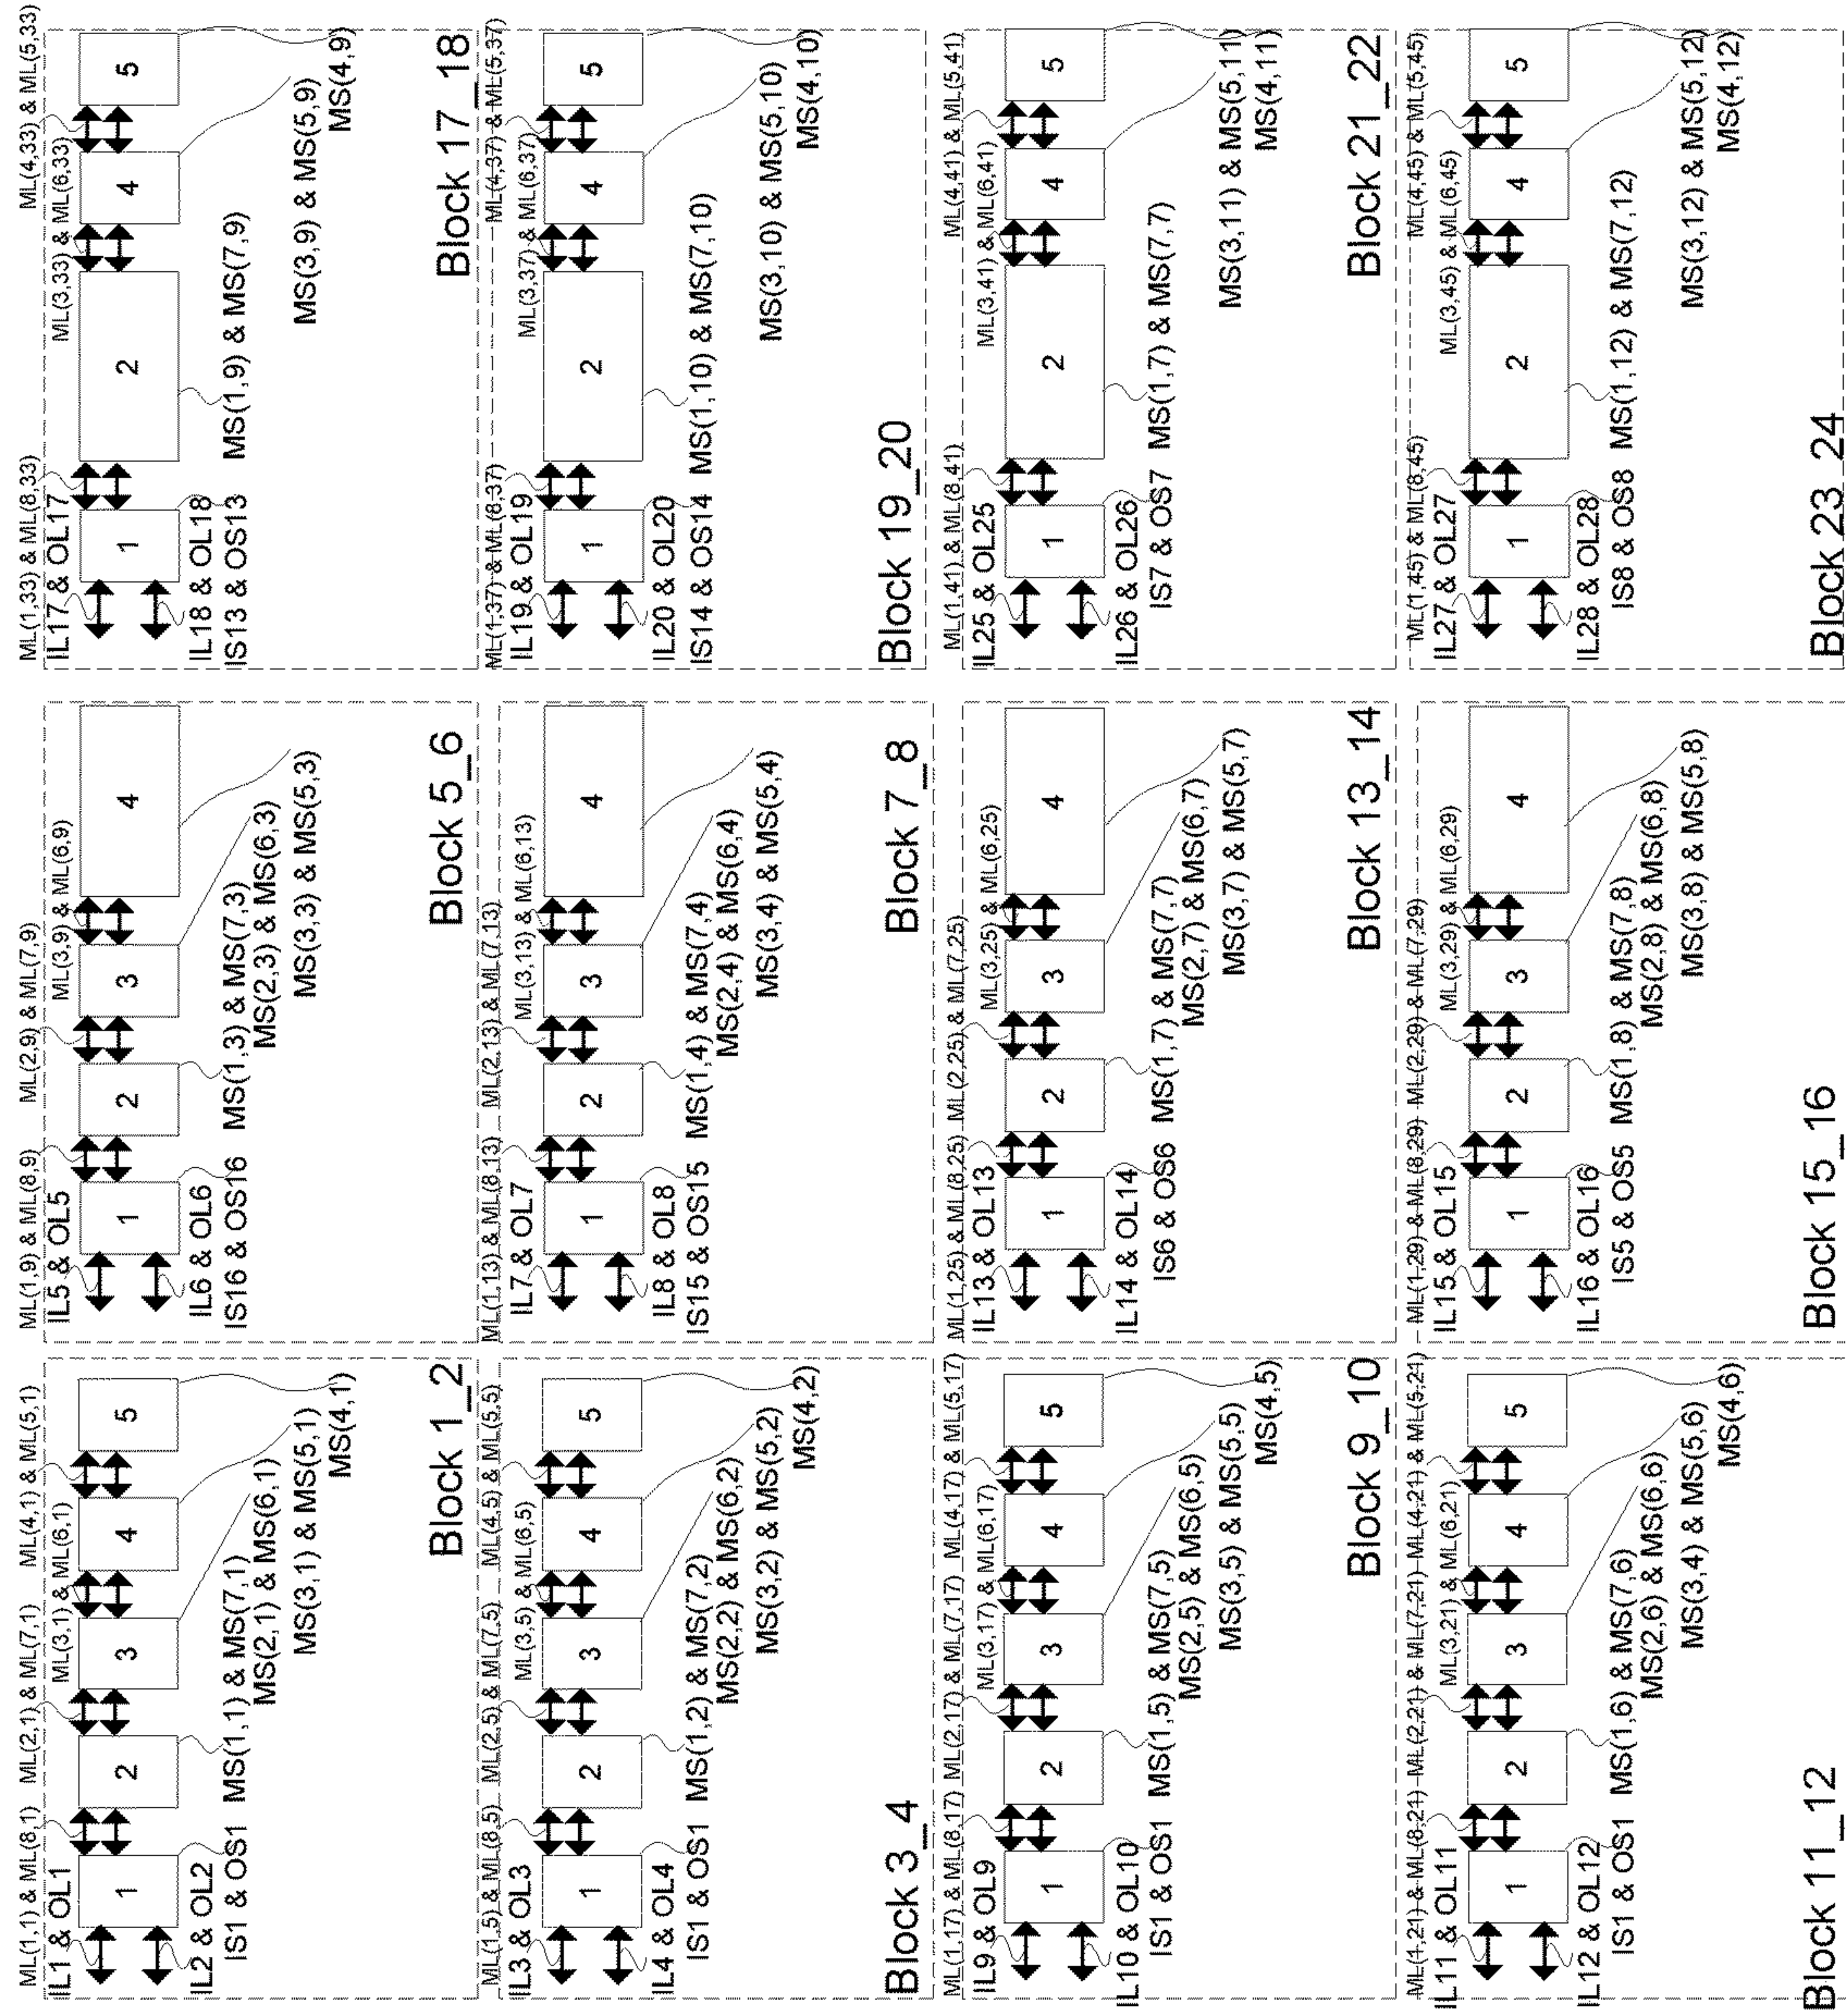 ML(1,1) & ML(8,1)
ML(2,1) & ML(7,1)
ML(4,1) & ML(5,1)
IL1 & OL1
ML(3,1) & ML(6,1)
1
2
3
4
5
IL2 & OL2
IS1 & OS1
MS(1,1) & MS(7,1)
MS(2,1) & MS(6,1)
MS(3,1) & MS(5,1)
MS(4,1)
Block 1_2
ML(1,9) & ML(8,9)
ML(2,9) & ML(7,9)
IL5 & OL5
ML(3,9) & ML(6,9)
1
2
3
4
IL6 & OL6
IS16 & OS16
MS(1,3) & MS(7,3)
MS(2,3) & MS(6,3)
MS(3,3) & MS(5,3)
Block 5_6
ML(1,33) & ML(8,33)
ML(4,33) & ML(5,33)
IL17 & OL17
ML(3,33) & ML(6,33)
1
2
4
5
IL18 & OL18
IS13 & OS13
MS(1,9) & MS(7,9)
MS(3,9) & MS(5,9)
MS(4,9)
Block 17_18
ML(1,5) & ML(8,5)
ML(2,5) & ML(7,5)
ML(4,5) & ML(5,5)
IL3 & OL3
ML(3,5) & ML(6,5)
1
2
3
4
5
IL4 & OL4
IS1 & OS1
MS(1,2) & MS(7,2)
MS(2,2) & MS(6,2)
MS(3,2) & MS(5,2)
MS(4,2)
Block 3_4
ML(1,13) & ML(8,13)
ML(2,13) & ML(7,13)
IL7 & OL7
ML(3,13) & ML(6,13)
1
2
3
4
IL8 & OL8
IS15 & OS15
MS(1,4) & MS(7,4)
MS(2,4) & MS(6,4)
MS(3,4) & MS(5,4)
Block 7_8
ML(1,37) & ML(8,37)
ML(4,37) & ML(5,37)
IL19 & OL19
ML(3,37) & ML(6,37)
1
2
4
5
IL20 & OL20
IS14 & OS14
MS(1,10) & MS(7,10)
MS(3,10) & MS(5,10)
MS(4,10)
Block 19_20
ML(1,17) & ML(8,17)
ML(2,17) & ML(7,17)
ML(4,17) & ML(5,17)
IL9 & OL9
ML(3,17) & ML(6,17)
1
2
3
4
5
IL10 & OL10
IS1 & OS1
MS(1,5) & MS(7,5)
MS(2,5) & MS(6,5)
MS(3,5) & MS(5,5)
MS(4,5)
Block 9_10
ML(1,25) & ML(8,25)
ML(2,25) & ML(7,25)
IL13 & OL13
ML(3,25) & ML(6,25)
1
2
3
4
IL14 & OL14
IS6 & OS6
MS(1,7) & MS(7,7)
MS(2,7) & MS(6,7)
MS(3,7) & MS(5,7)
Block 13_14
ML(1,41) & ML(8,41)
ML(4,41) & ML(5,41)
IL25 & OL25
ML(3,41) & ML(6,41)
1
2
4
5
IL26 & OL26
IS7 & OS7
MS(1,7) & MS(7,7)
MS(3,11) & MS(5,11)
MS(4,11)
Block 21_22
ML(1,21) & ML(8,21)
ML(2,21) & ML(7,21)
ML(4,21) & ML(5,21)
IL11 & OL11
ML(3,21) & ML(6,21)
1
2
3
4
5
IL12 & OL12
IS1 & OS1
MS(1,6) & MS(7,6)
MS(2,6) & MS(6,6)
MS(3,4) & MS(5,6)
MS(4,6)
Block 11_12
ML(1,29) & ML(8,29)
ML(2,29) & ML(7,29)
IL15 & OL15
ML(3,29) & ML(6,29)
1
2
3
4
IL16 & OL16
IS5 & OS5
MS(1,8) & MS(7,8)
MS(2,8) & MS(6,8)
MS(3,8) & MS(5,8)
Block 15_16
ML(1,45) & ML(8,45)
ML(4,45) & ML(5,45)
IL27 & OL27
ML(3,45) & ML(6,45)
1
2
4
5
IL28 & OL28
IS8 & OS8
MS(1,12) & MS(7,12)
MS(3,12) & MS(5,12)
MS(4,12)
Block 23_24